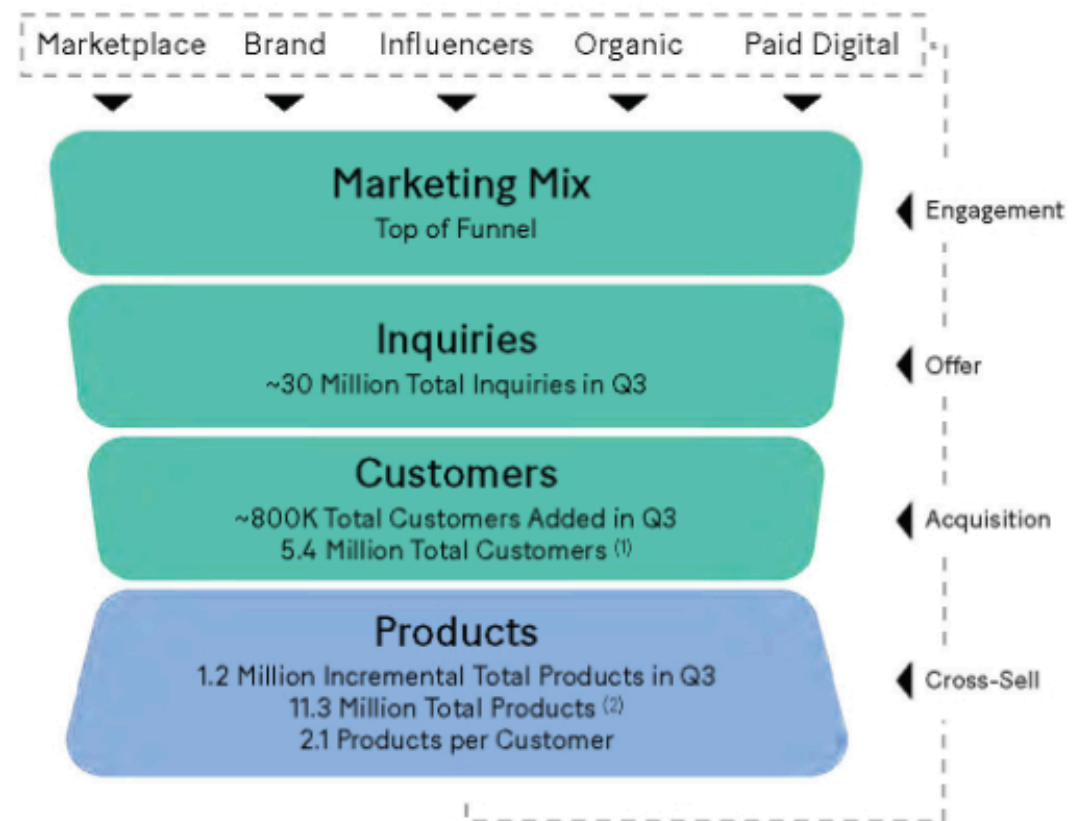 Marketplace Brand Influencers Organic Paid Digital
Marketing Mix
Top of Funnel
Engagement
Inquiries
~30 Million Total Inquiries in Q3
Offer
Customers
~800K Total Customers Added in Q3
5.4 Million Total Customers (1)
Acquisition
Products
1.2 Million Incremental Total Products in Q3
11.3 Million Total Products (2)
2.1 Products per Customer
Cross-Sell